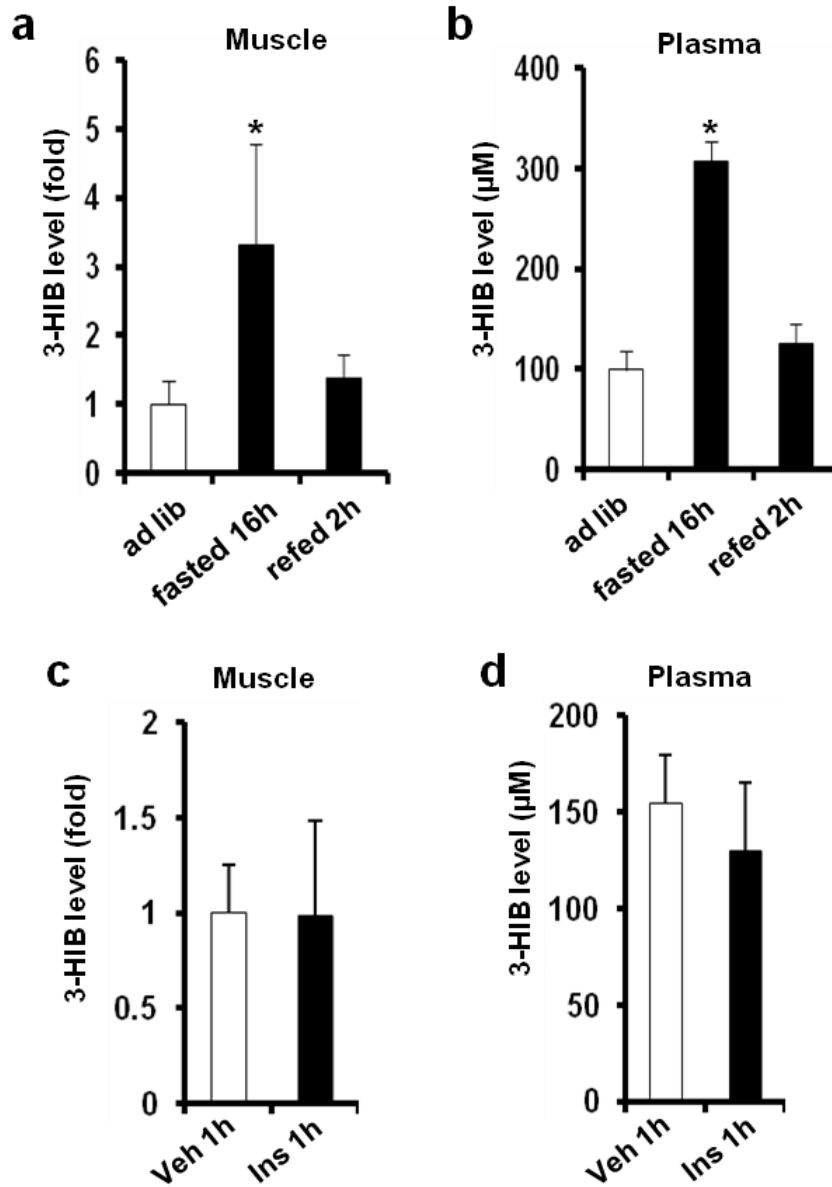 a
Muscle
3-HIB level (fold)
6
5
4
3
2
1
0
*
ad lib
fasted 16h
refed 2h
b
Plasma
3-HIB level (µM)
400
300
200
100
0
*
ad lib
fasted 16h
refed 2h
c
Muscle
3-HIB level (fold)
2
1.5
1
0.5
0
Veh 1h
Ins 1h
d
Plasma
3-HIB level (µM)
200
150
100
50
0
Veh 1h
Ins 1h